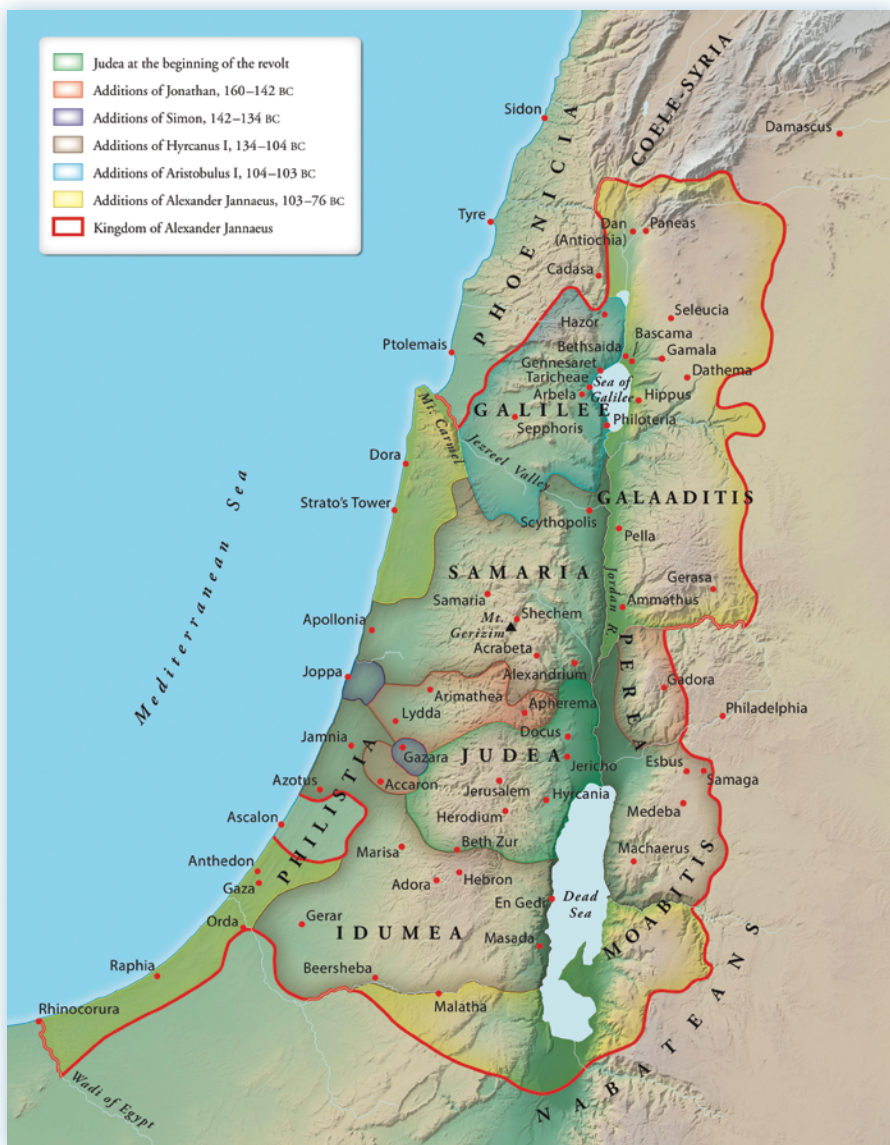 Judea at the beginning of the revolt
Additions of Jonathan, 160–142 BC
Additions of Simon, 142–134 BC
Additions of Hyrcanus I, 134–104 BC
Additions of Aristobulus I, 104–103 BC
Additions of Alexander Jannaeus, 103–76 BC
Kingdom of Alexander Jannaeus
COELE-SYRIA
Sidon
Damascus
PHOENICIA
Tyre
Dan
(Antiochia)
Paneas
Cadasa
Seleucia
Hazor
Ptolemais
Bascama
Bethsaida
Gamala
Gennesaret
Taricheae
Dathema
Sea of
Galilee
Arbela
Hippus
GALILEE
Mt. Carmel
Sepphoris
Philoteria
Jezreel Valley
Dora
Mediterranean Sea
Strato's Tower
GALAADITIS
Scythopolis
Pella
SAMARIA
Jordan R.
Gerasa
Samaria
Ammathus
Shechem
Mt.
Gerizim
Apollonia
Acrabeta
PEREA
Alexandrium
Joppa
Gadora
Arimathea
Apherema
Philadelphia
Lydda
Docus
Jamnia
Gazara
JUDEA
Jericho
Esbus
Samaga
PHILISTIA
Azotus
Accaron
Jerusalem
Hyrcania
Medeba
Herodium
Ascalon
Beth Zur
Marisa
Machaerus
Anthedon
Hebron
Adora
Gaza
MOABITIS
En Gedi
Dead
Sea
Orda
Gerar
IDUMEA
Masada
Raphia
Beersheba
Malatha
Rhinocorura
NABATEANS
Wadi of Egypt